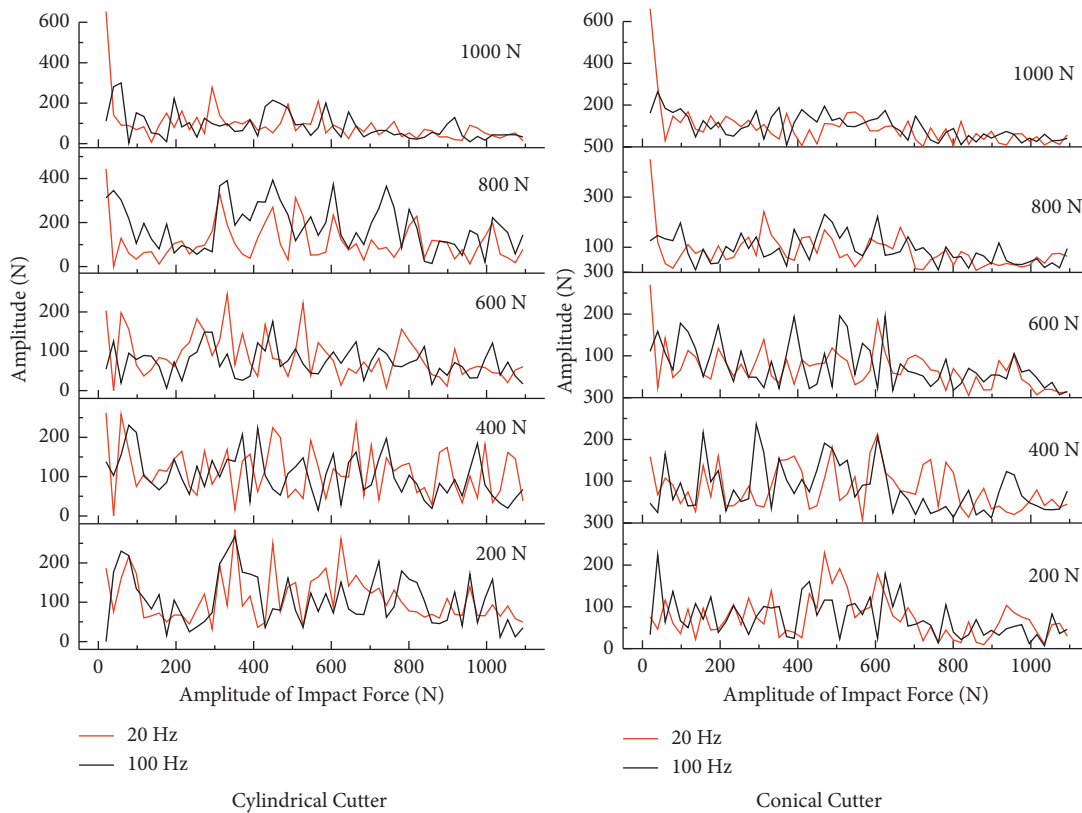 600
400
200
0
1000 N
600
400
200
0
800 N
200
100
0
600 N
200
100
0
400 N
200
100
0
200 N
0 200 400 600 800 1000
Amplitude (N)
Amplitude of Impact Force (N)
20 Hz
100 Hz
Cylindrical Cutter
600
400
200
500
1000 N
300
100
300
800 N
200
100
300
600 N
200
100
300
400 N
200
100
0
200 N
0 200 400 600 800 1000
Amplitude (N)
Amplitude of Impact Force (N)
20 Hz
100 Hz
Conical Cutter